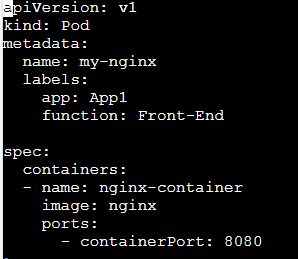 apiVersion: v1
kind: Pod
metadata:
  name: my-nginx
  labels:
    app: App1
    function: Front-End

spec:
  containers:
  - name: nginx-container
    image: nginx
    ports:
      - containerPort: 8080